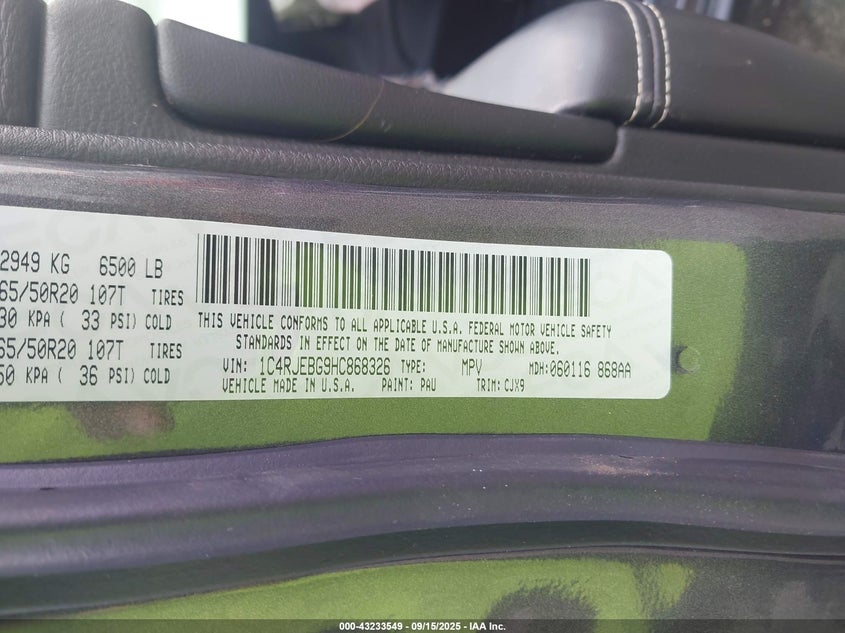 2949 KG 6500 LB
65/50R20 107T TIRES
30 KPA ( 33 PSI) COLD
65/50R20 107T TIRES
50 KPA ( 36 PSI) COLD
THIS VEHICLE CONFORMS TO ALL APPLICABLE U.S.A. FEDERAL MOTOR VEHICLE SAFETY
STANDARDS IN EFFECT ON THE DATE OF MANUFACTURE SHOWN ABOVE.
VIN: 1C4RJEBG9HC868326 TYPE: MPV MDH:060116 868AA
VEHICLE MADE IN U.S.A. PAINT: PAU TRIM: CJX9
000-43233549 - 09/15/2025 - IAA Inc.